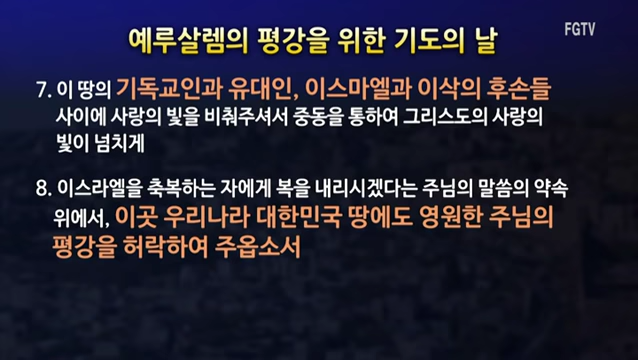 예루살렘의 평강을 위한 기도의 날
FGTV
7. 이 땅의 기독교인과 유대인, 이스마엘과 이삭의 후손들
사이에 사랑의 빛을 비춰주셔서 중동을 통하여 그리스도의 사랑의
빛이 넘치게
8. 이스라엘을 축복하는 자에게 복을 내리시겠다는 주님의 말씀의 약속
위에서, 이곳 우리나라 대한민국 땅에도 영원한 주님의
평강을 허락하여 주옵소서